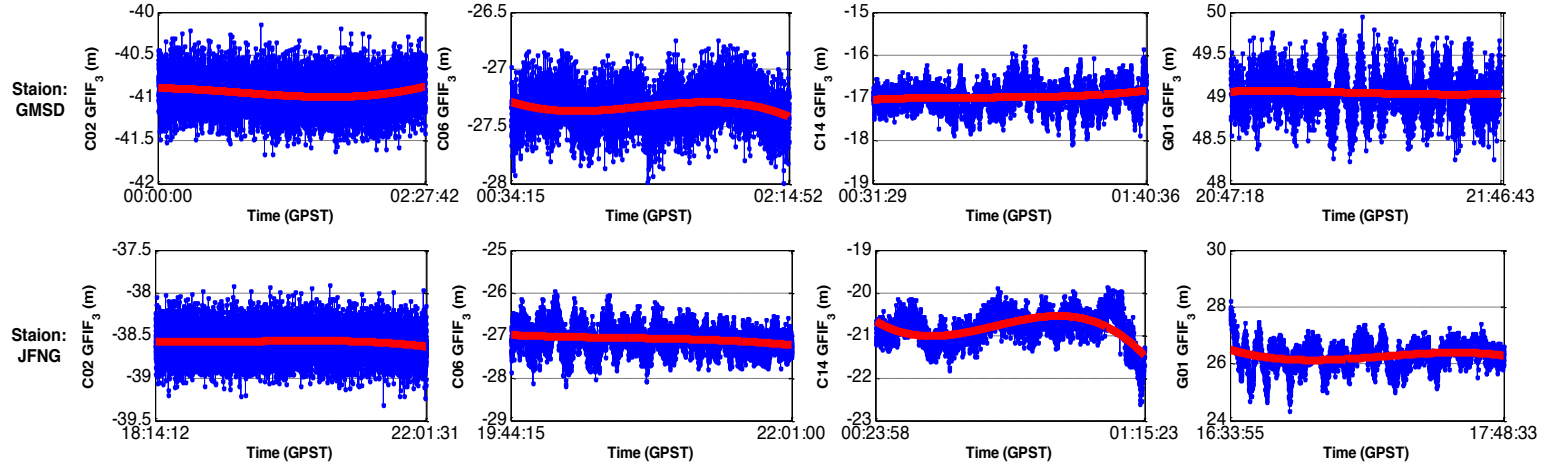 Staion:
GMSD
C02 GFIF3 (m)
-40
-40.5
-41
-41.5
-42
00:00:00 02:27:42
Time (GPST)
C06 GFIF3 (m)
-26.5
-27
-27.5
-28
00:34:15 02:14:52
Time (GPST)
C14 GFIF3 (m)
-15
-16
-17
-18
-19
00:31:29 01:40:36
Time (GPST)
G01 GFIF3 (m)
50
49.5
49
48.5
48
20:47:18 21:46:43
Time (GPST)
Staion:
JFNG
C02 GFIF3 (m)
-37.5
-38
-38.5
-39
-39.5
18:14:12 22:01:31
Time (GPST)
C06 GFIF3 (m)
-25
-26
-27
-28
-29
19:44:15 22:01:00
Time (GPST)
C14 GFIF3 (m)
-19
-20
-21
-22
-23
00:23:58 01:15:23
Time (GPST)
G01 GFIF3 (m)
30
28
26
24
16:33:55 17:48:33
Time (GPST)